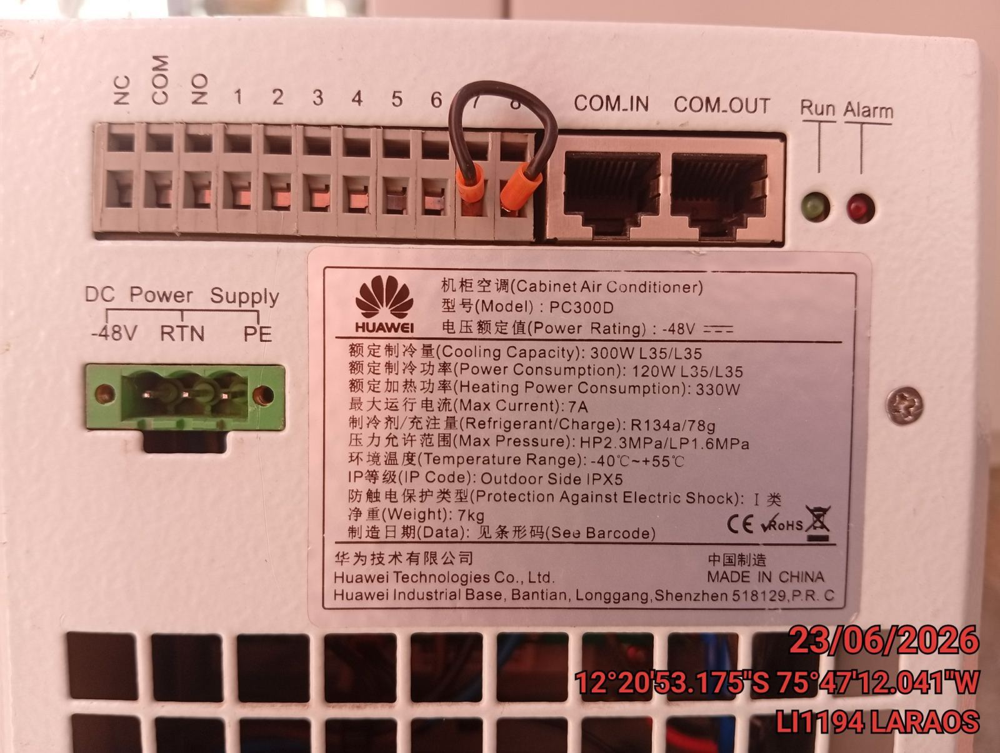 NC COM NO 1 2 3 4 5 6 7 8 COM_IN COM_OUT Run Alarm
DC Power Supply
-48V RTN PE
HUAWEI
机柜空调(Cabinet Air Conditioner)
型号(Model) : PC300D
电压额定值(Power Rating) : -48V
额定制冷量(Cooling Capacity): 300W L35/L35
额定制冷功率(Power Consumption): 120W L35/L35
额定加热功率(Heating Power Consumption): 330W
最大运行电流(Max Current): 7A
制冷剂/充注量(Refrigerant/Charge): R134a/78g
压力允许范围(Max Pressure): HP2.3MPa/LP1.6MPa
环境温度(Temperature Range): -40℃~+55℃
IP等级(IP Code): Outdoor Side IPX5
防触电保护类型(Protection Against Electric Shock): I 类
净重(Weight): 7kg
制造日期(Data): 见条形码(See Barcode)
CE RoHS
华为技术有限公司 中国制造
Huawei Technologies Co., Ltd. MADE IN CHINA
Huawei Industrial Base, Bantian, Longgang,Shenzhen 518129,P.R. C
23/06/2026
12°20'53.175"S 75°47'12.041"W
LI1194 LARAOS